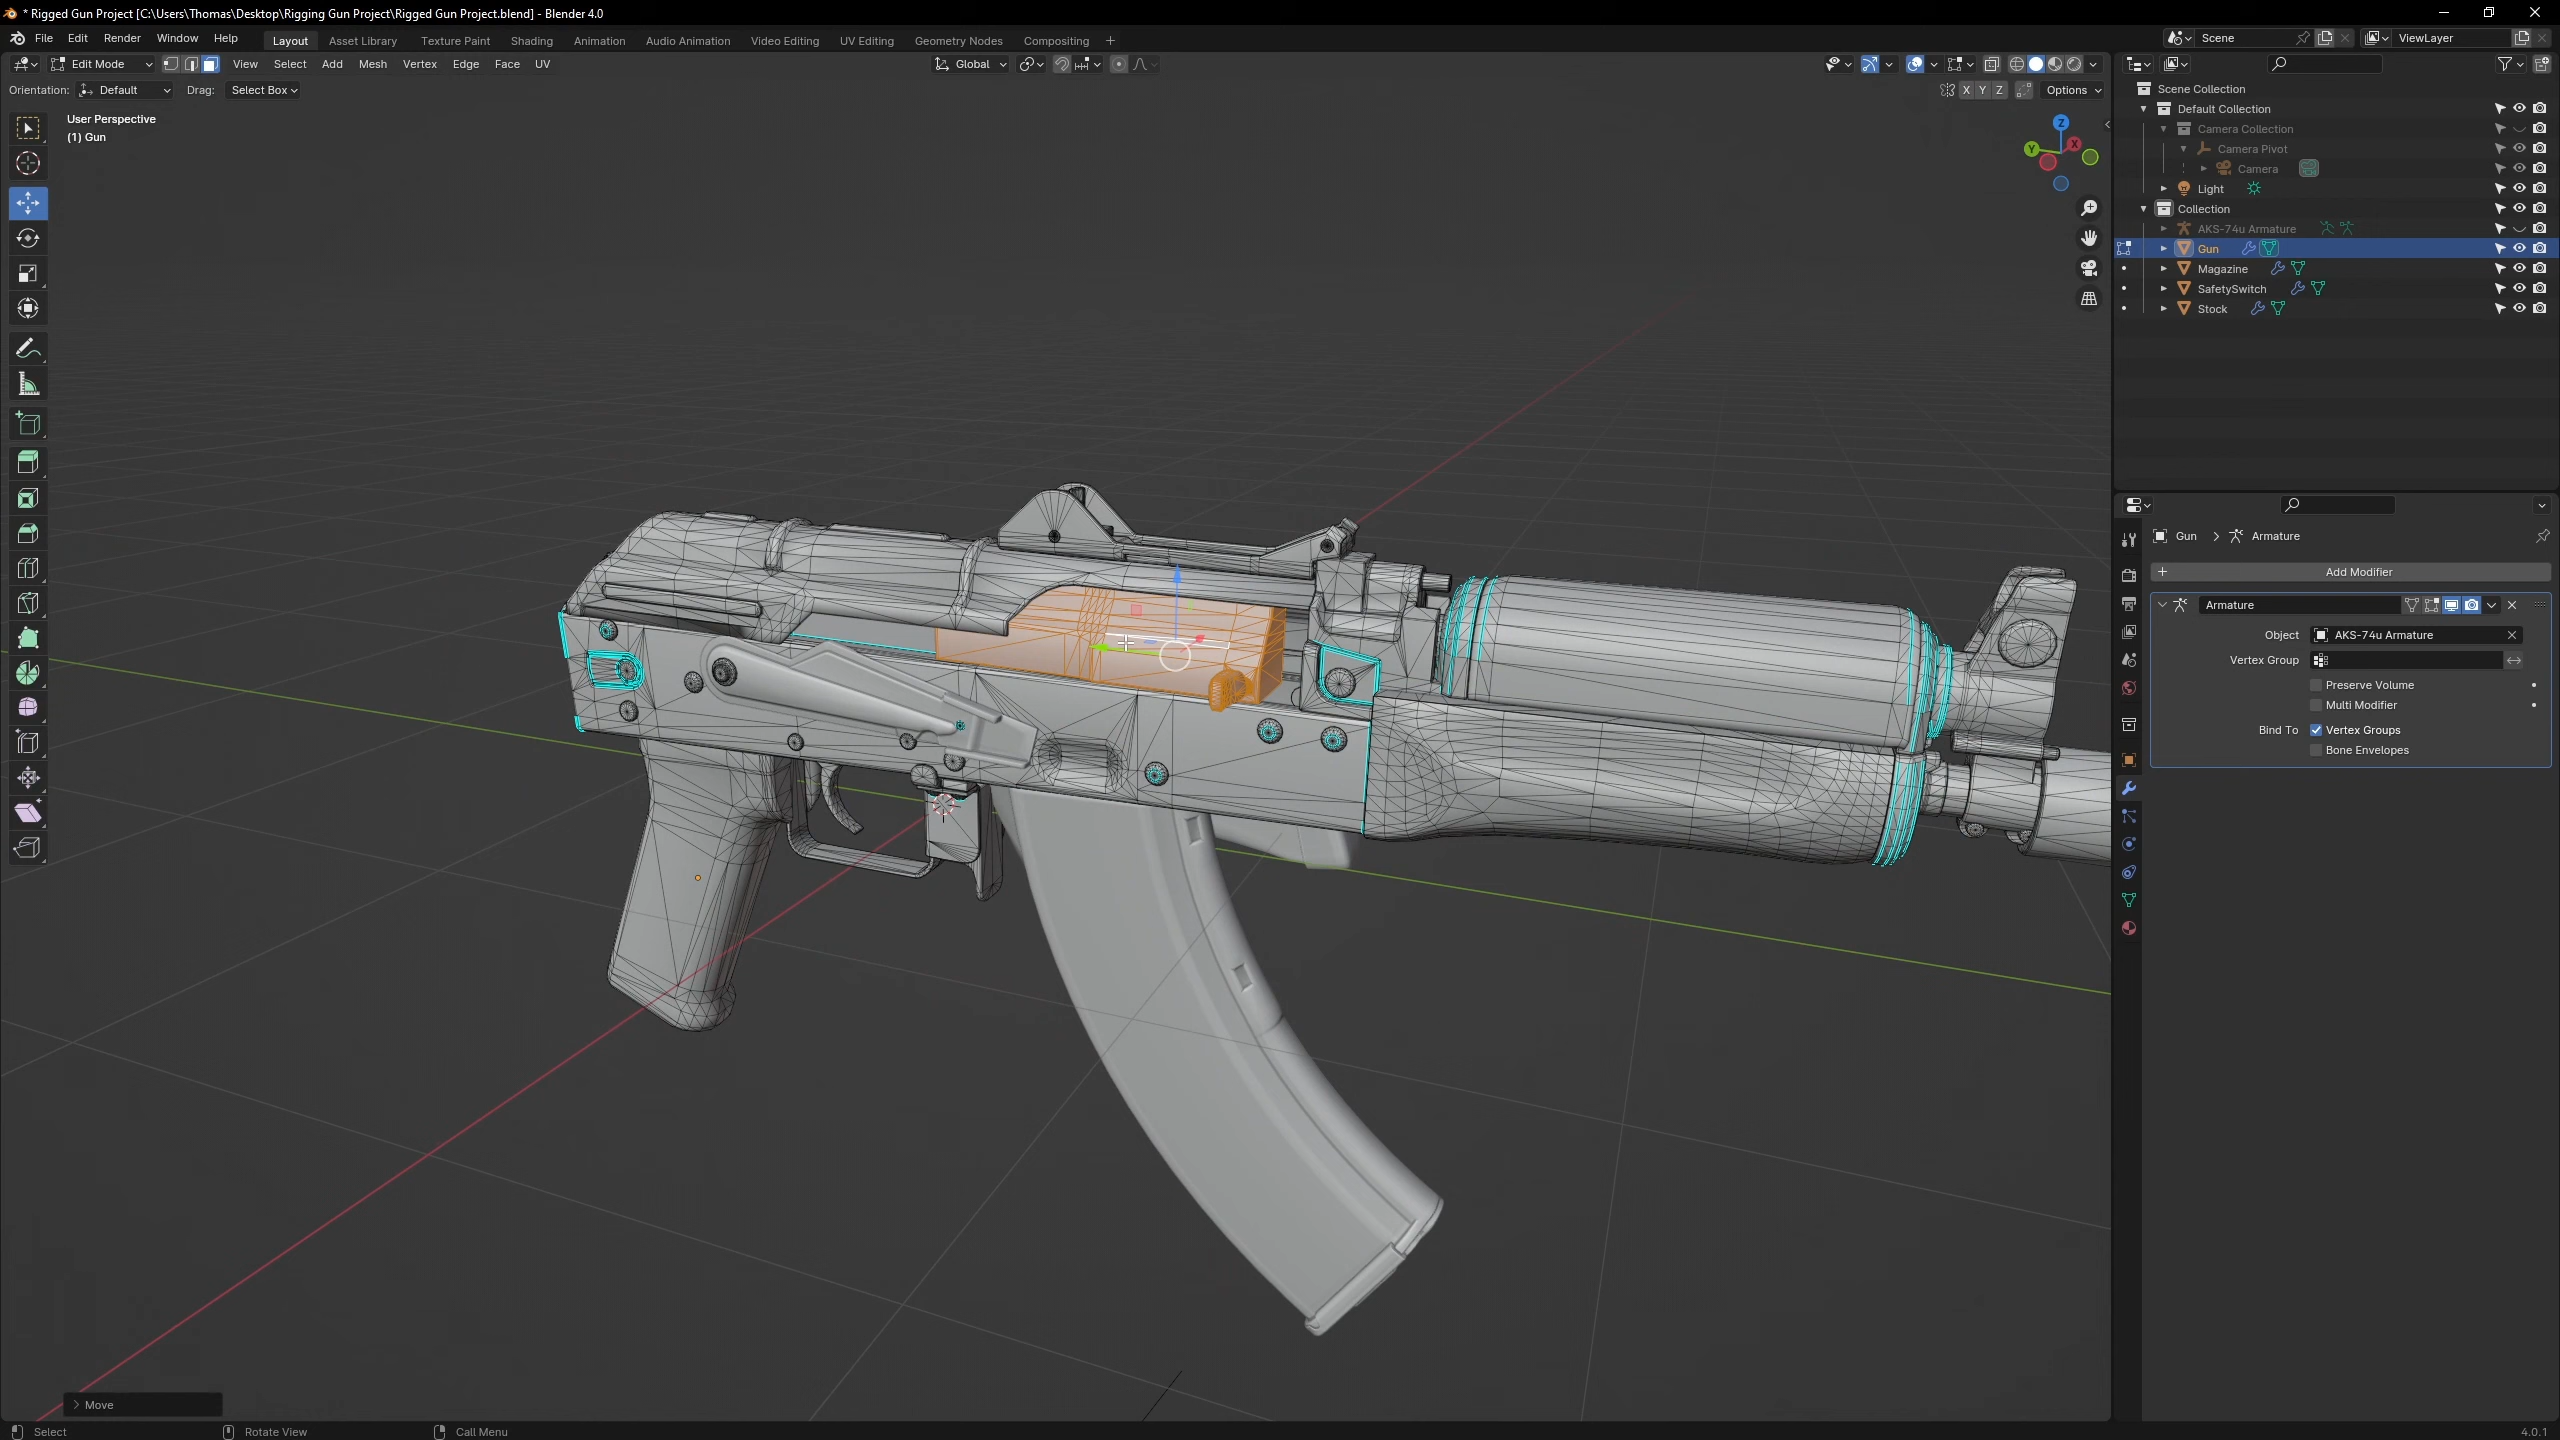 * Rigged Gun Project [C:\Users\Thomas\Desktop\Rigging Gun Project\Rigged Gun Project.blend] - Blender 4.0
File Edit Render Window Help Layout Asset Library Texture Paint Shading Animation Audio Animation Video Editing UV Editing Geometry Nodes Compositing + Scene ViewLayer
Edit Mode View Select Add Mesh Vertex Edge Face UV Global
Orientation: Default Drag: Select Box X Y Z Options
User Perspective
(1) Gun
Z
Y
X
Scene Collection
Default Collection
Camera Collection
Camera Pivot
Camera
Light
Collection
AKS-74u Armature
Gun
Magazine
SafetySwitch
Stock
Gun > Armature
+ Add Modifier
Armature
Object AKS-74u Armature
Vertex Group
Preserve Volume
Multi Modifier
Bind To Vertex Groups
Bone Envelopes
> Move
Select Rotate View Call Menu 4.0.1